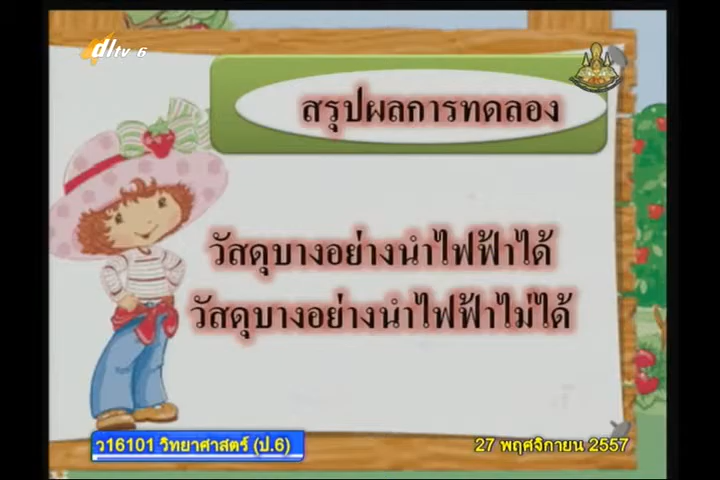 dltv 6
สรุปผลการทดลอง
วัสดุบางอย่างนำไฟฟ้าได้
วัสดุบางอย่างนำไฟฟ้าไม่ได้
ว16101 วิทยาศาสตร์ (ป.6)
27 พฤศจิกายน 2557